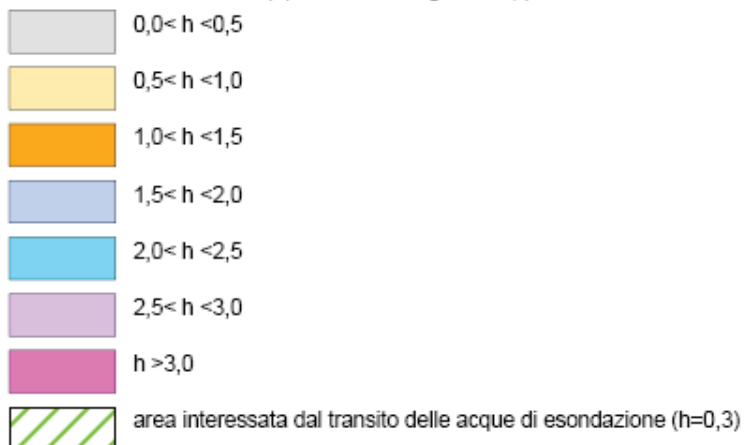 0,0< h <0,5
0,5< h <1,0
1,0< h <1,5
1,5< h <2,0
2,0< h <2,5
2,5< h <3,0
h >3,0
area interessata dal transito delle acque di esondazione (h=0,3)